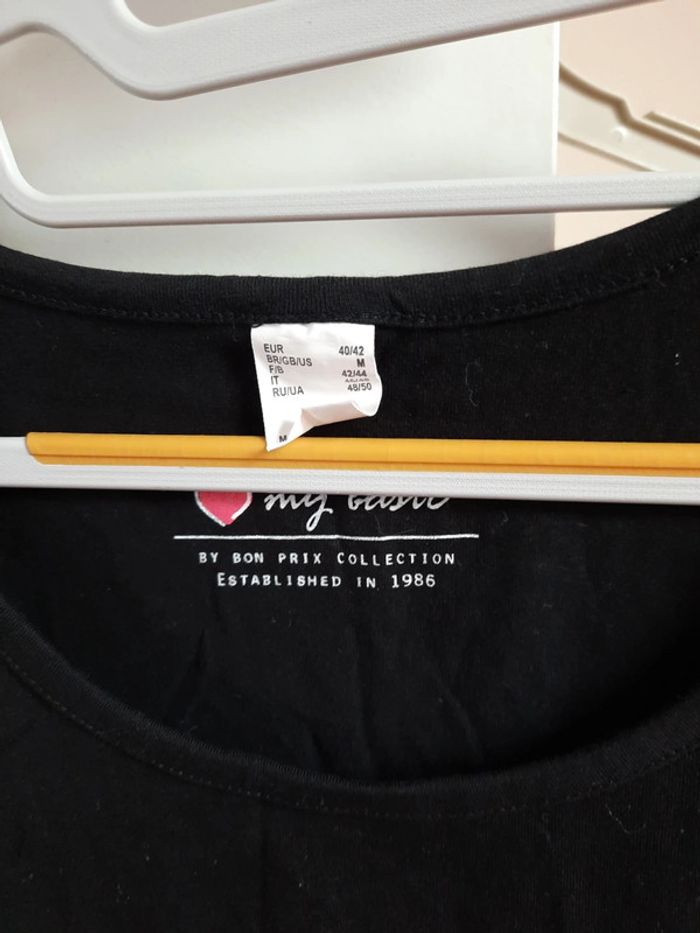 EUR 40/42
BR/GB/US M
F/B 42/44
IT
RU/UA 48/50
M
my basic
BY BON PRIX COLLECTION
ESTABLISHED IN 1986